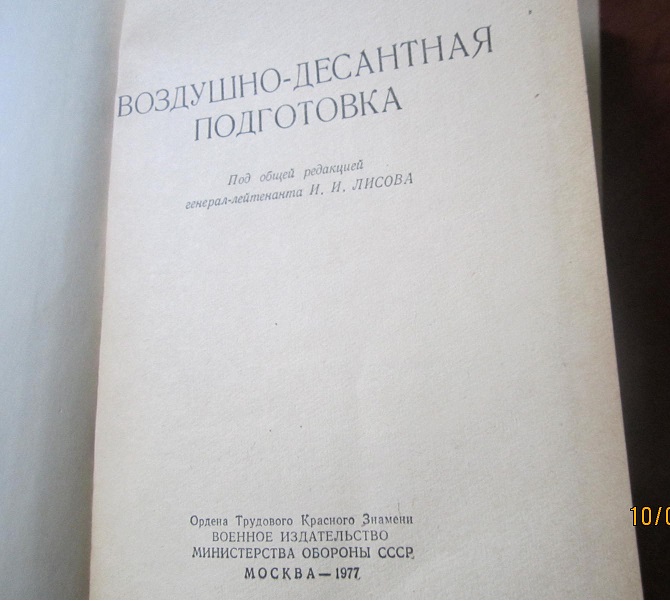 ВОЗДУШНО-ДЕСАНТНАЯ
ПОДГОТОВКА
Под общей редакцией
генерал-лейтенанта И. И. ЛИСОВА
Ордена Трудового Красного Знамени
ВОЕННОЕ ИЗДАТЕЛЬСТВО
МИНИСТЕРСТВА ОБОРОНЫ СССР
МОСКВА — 1977
10/0